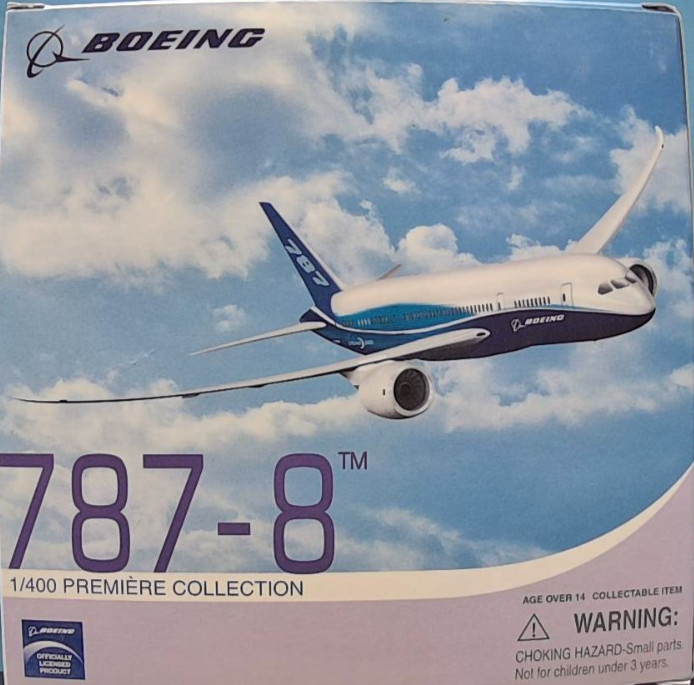 BOEING
787
BOEING
787-8™
1/400 PREMIÈRE COLLECTION
AGE OVER 14 COLLECTABLE ITEM
WARNING:
CHOKING HAZARD-Small parts.
Not for children under 3 years.
BOEING
OFFICIALLY
LICENSED
PRODUCT